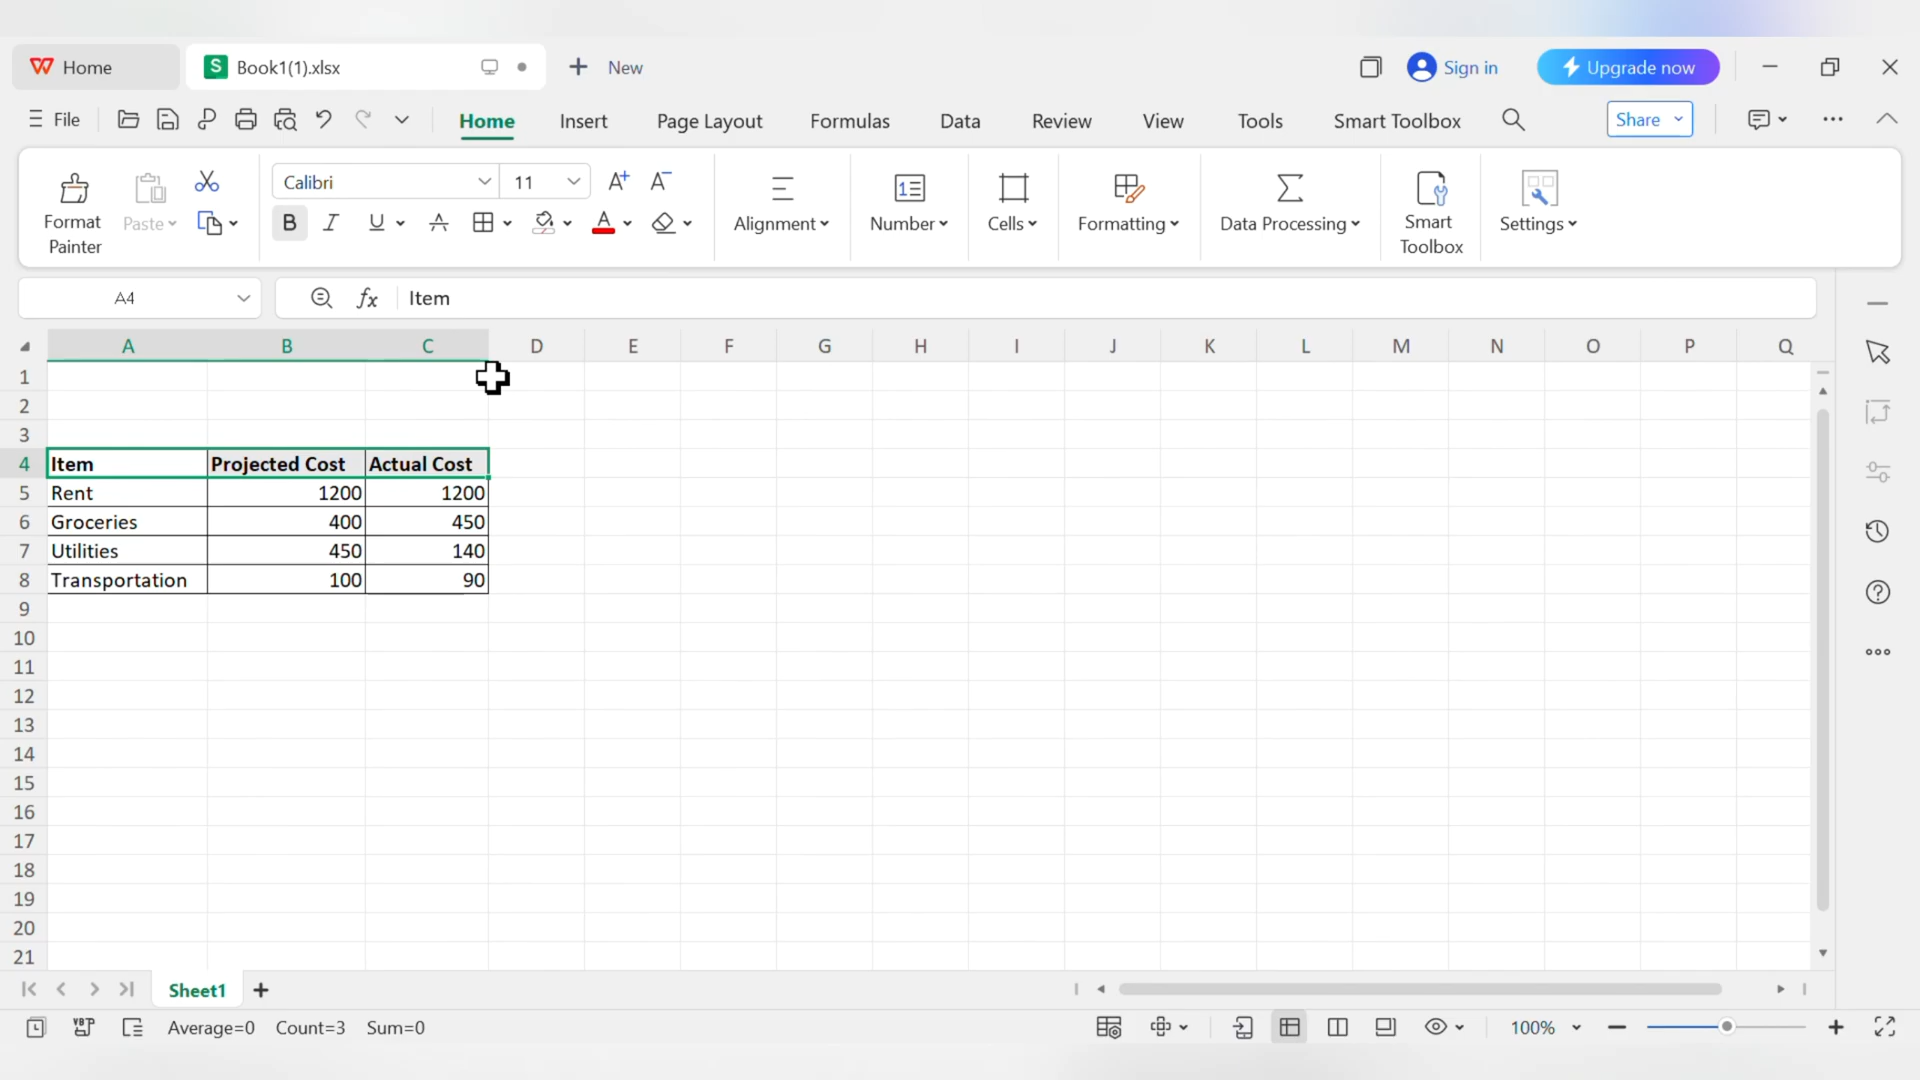 Home
Book1(1).xlsx
New
Sign in
Upgrade now
File
Home
Insert
Page Layout
Formulas
Data
Review
View
Tools
Smart Toolbox
Share
Format
Painter
Paste
Calibri
11
Alignment
Number
Cells
Formatting
Data Processing
Smart
Toolbox
Settings
A4
fx
Item
A B C D E F G H I J K L M N O P Q
1
2
3
4 Item Projected Cost Actual Cost
5 Rent 1200 1200
6 Groceries 400 450
7 Utilities 450 140
8 Transportation 100 90
9
10
11
12
13
14
15
16
17
18
19
20
21
Sheet1
Average=0 Count=3 Sum=0
100%